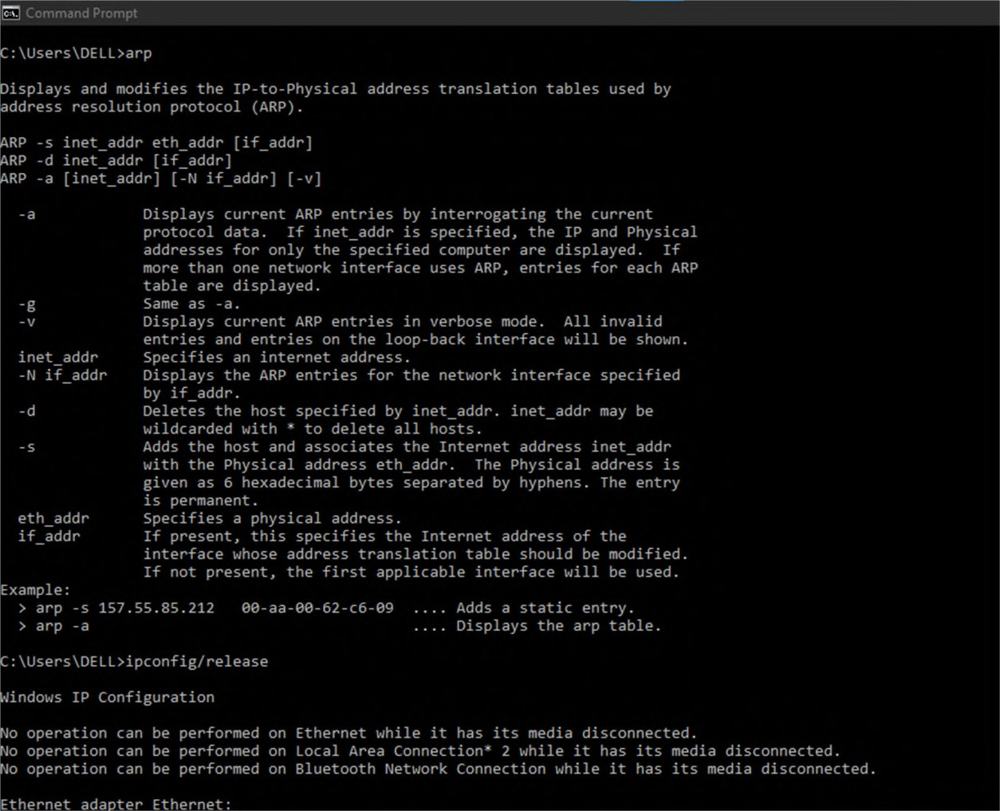 Command Prompt
C:\Users\DELL>arp
Displays and modifies the IP-to-Physical address translation tables used by
address resolution protocol (ARP).
ARP -s inet_addr eth_addr [if_addr]
ARP -d inet_addr [if_addr]
ARP -a [inet_addr] [-N if_addr] [-v]
-a Displays current ARP entries by interrogating the current
protocol data. If inet_addr is specified, the IP and Physical
addresses for only the specified computer are displayed. If
more than one network interface uses ARP, entries for each ARP
table are displayed.
-g Same as -a.
-v Displays current ARP entries in verbose mode. All invalid
entries and entries on the loop-back interface will be shown.
inet_addr Specifies an internet address.
-N if_addr Displays the ARP entries for the network interface specified
by if_addr.
-d Deletes the host specified by inet_addr. inet_addr may be
wildcarded with * to delete all hosts.
-s Adds the host and associates the Internet address inet_addr
with the Physical address eth_addr. The Physical address is
given as 6 hexadecimal bytes separated by hyphens. The entry
is permanent.
eth_addr Specifies a physical address.
if_addr If present, this specifies the Internet address of the
interface whose address translation table should be modified.
If not present, the first applicable interface will be used.
Example:
> arp -s 157.55.85.212 00-aa-00-62-c6-09 .... Adds a static entry.
> arp -a .... Displays the arp table.
C:\Users\DELL>ipconfig/release
Windows IP Configuration
No operation can be performed on Ethernet while it has its media disconnected.
No operation can be performed on Local Area Connection* 2 while it has its media disconnected.
No operation can be performed on Bluetooth Network Connection while it has its media disconnected.
Ethernet adapter Ethernet: